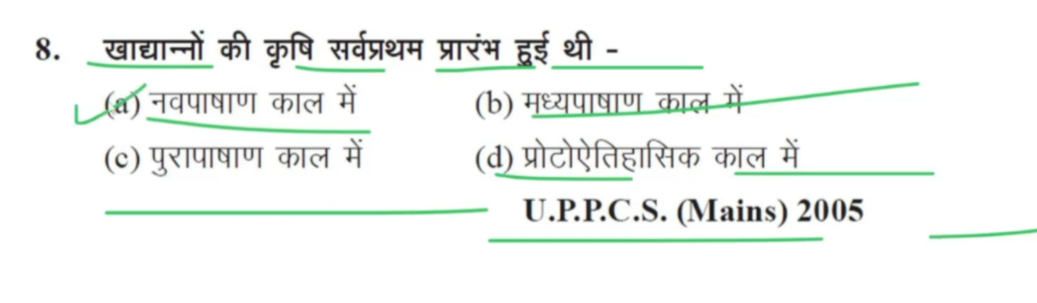 8. खाद्यान्नों की कृषि सर्वप्रथम प्रारंभ हुई थी -
(a) नवपाषाण काल में (b) मध्यपाषाण काल में
(c) पुरापाषाण काल में (d) प्रोटोऐतिहासिक काल में
U.P.P.C.S. (Mains) 2005